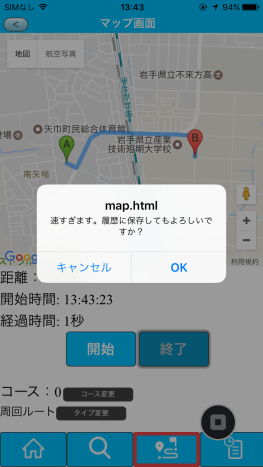 SIMなし 13:43 94%
< マップ画面
地図 航空写真
岩手県立不来方高
矢巾町民総合体育館
岩手県立産業
技術短期大学校
A
B
南矢幅
map.html
速すぎます。履歴に保存してもよろしいで
すか？
キャンセル OK
+
−
Google
利用規約
距離：
開始時間: 13:43:23
経過時間: 1秒
開始 終了
コース：0 コース変更
周回ルート タイプ変更